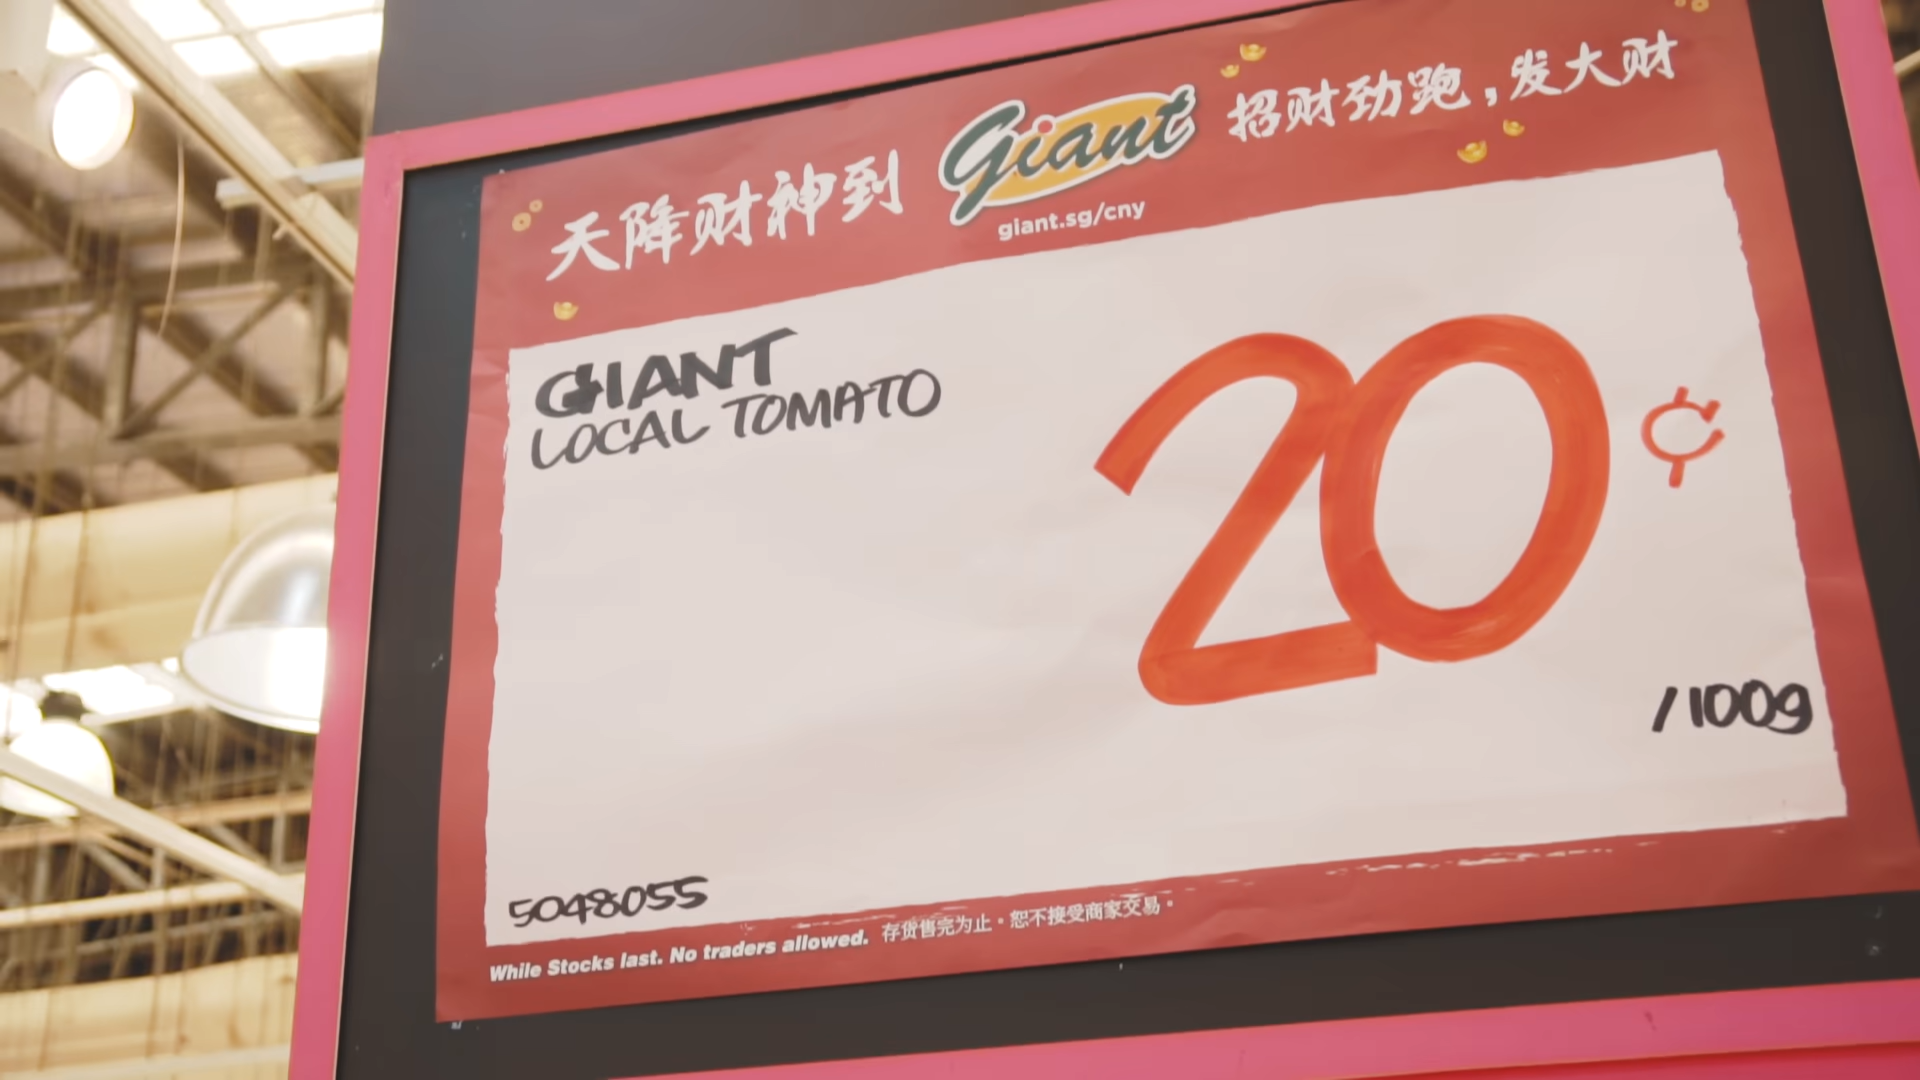 天降财神到
giant
招财劲跑,发大财
giant.sg/cny
GIANT
LOCAL TOMATO
20¢
/100g
5048055
While Stocks last. No traders allowed. 存货售完为止。恕不接受商家交易。